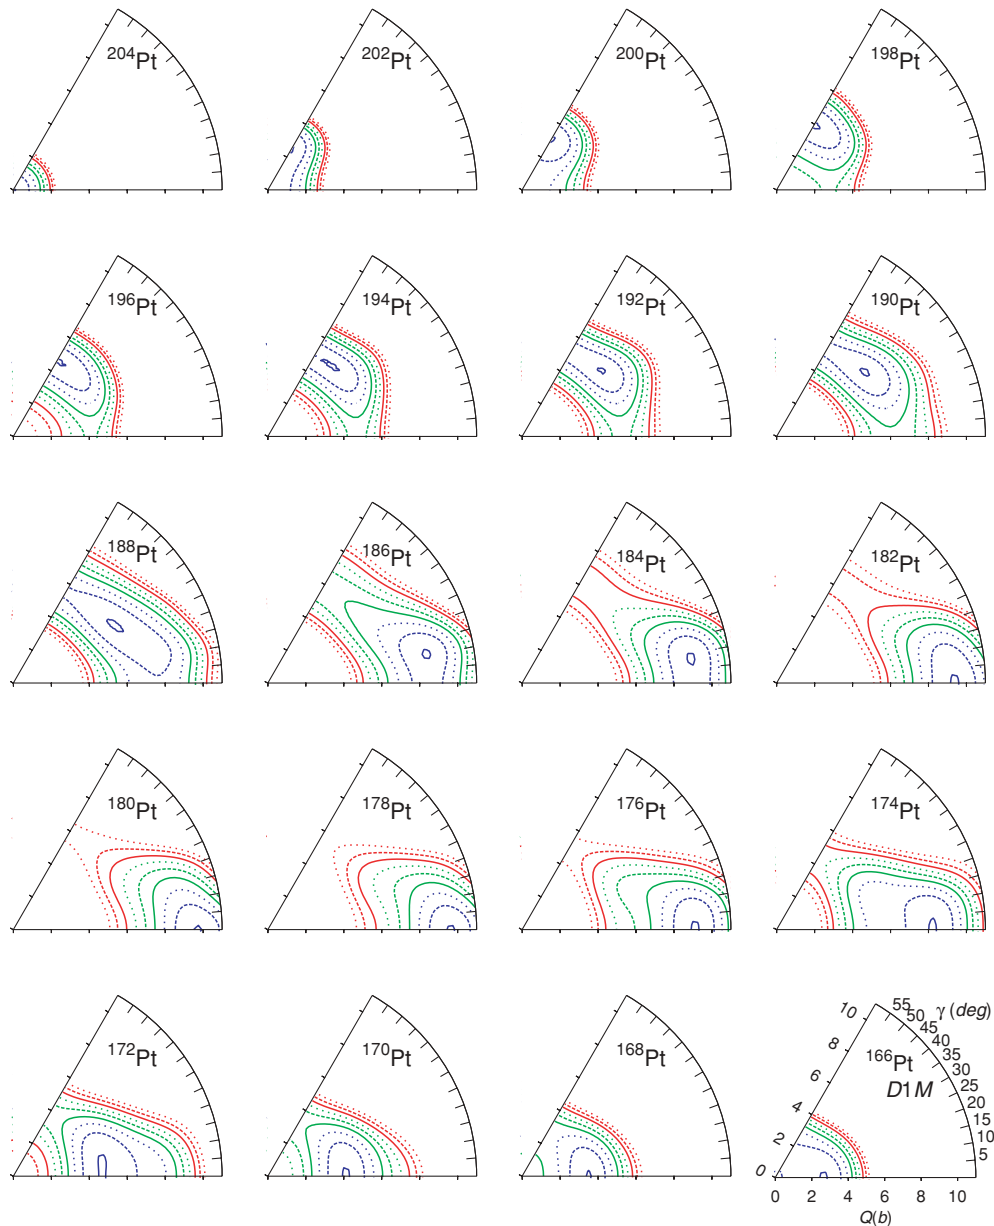 204Pt 202Pt 200Pt 198Pt
196Pt 194Pt 192Pt 190Pt
188Pt 186Pt 184Pt 182Pt
180Pt 178Pt 176Pt 174Pt
172Pt 170Pt 168Pt 166Pt
D1M
γ (deg)
55
50
45
40
35
30
25
20
15
10
5
10
8
6
4
2
0
0 2 4 6 8 10
Q(b)